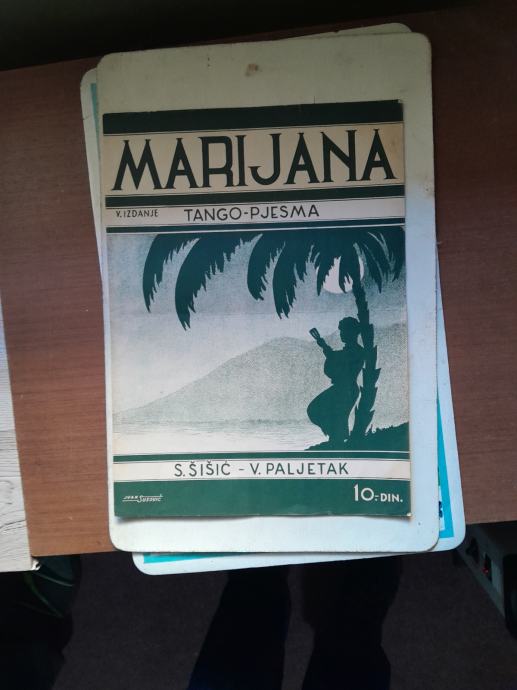 MARIJANA
V. IZDANJE TANGO-PJESMA
S. ŠIŠIĆ - V. PALJETAK
10.- DIN.